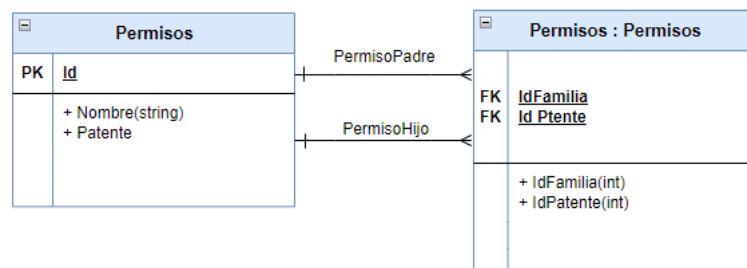 Permisos
PK Id
+ Nombre(string)
+ Patente
PermisoPadre
PermisoHijo
Permisos : Permisos
FK IdFamilia
FK Id Ptente
+ IdFamilia(int)
+ IdPatente(int)